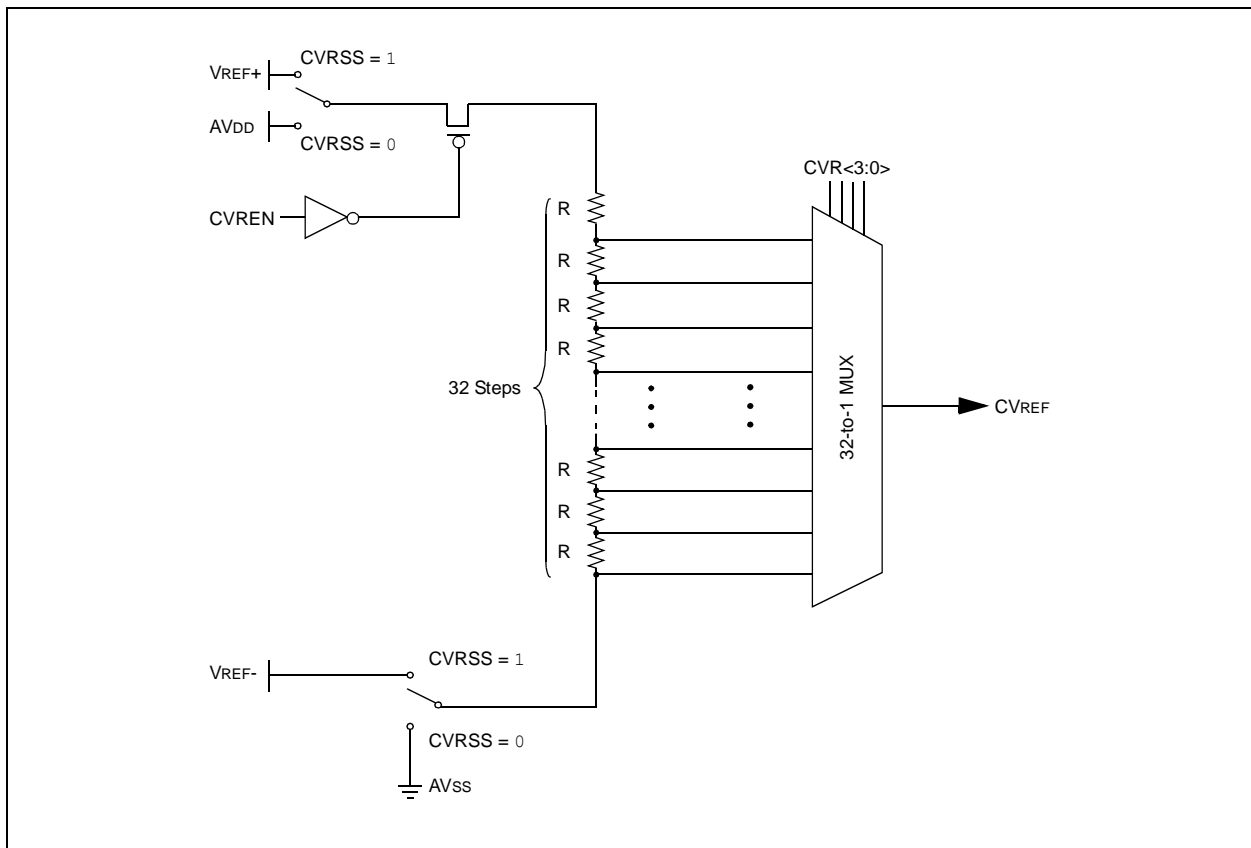 CVRSS = 1
VREF+
AVDD
CVRSS = 0
CVREN
CVR<3:0>
R
R
R
R
32 Steps
32-to-1 MUX
CVREF
R
R
R
CVRSS = 1
VREF-
CVRSS = 0
AVSS